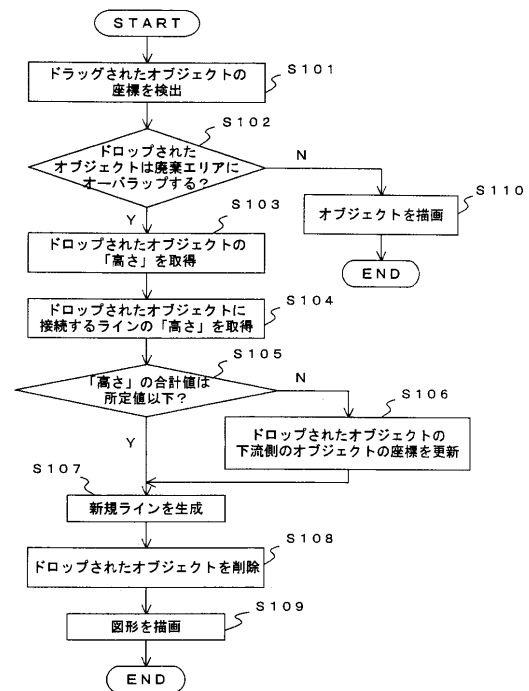 START
ドラッグされたオブジェクトの
座標を検出
S101
S102
ドロップされた
オブジェクトは廃棄エリアに
オーバラップする？
N
S110
オブジェクトを描画
END
Y
S103
ドロップされたオブジェクトの
「高さ」を取得
S104
ドロップされたオブジェクトに
接続するラインの「高さ」を取得
S105
「高さ」の合計値は
所定値以下？
N
S106
ドロップされたオブジェクトの
下流側のオブジェクトの座標を更新
Y
S107
新規ラインを生成
S108
ドロップされたオブジェクトを削除
S109
図形を描画
END